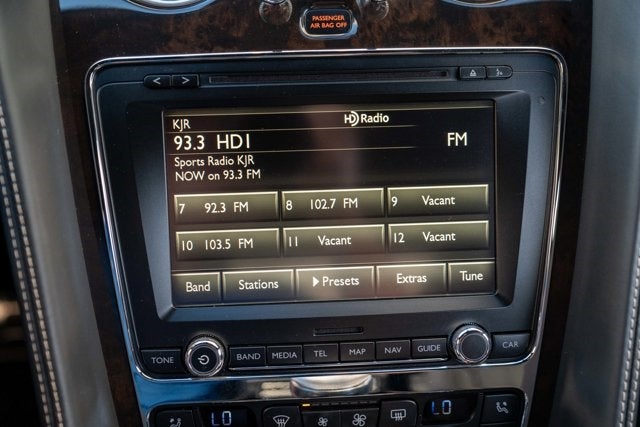 PASSENGER
AIR BAG OFF
KJR
HD Radio
93.3 HD1
FM
Sports Radio KJR
NOW on 93.3 FM
7 92.3 FM
8 102.7 FM
9 Vacant
10 103.5 FM
11 Vacant
12 Vacant
Band
Stations
Presets
Extras
Tune
TONE
BAND
MEDIA
TEL
MAP
NAV
GUIDE
CAR
LO
LO